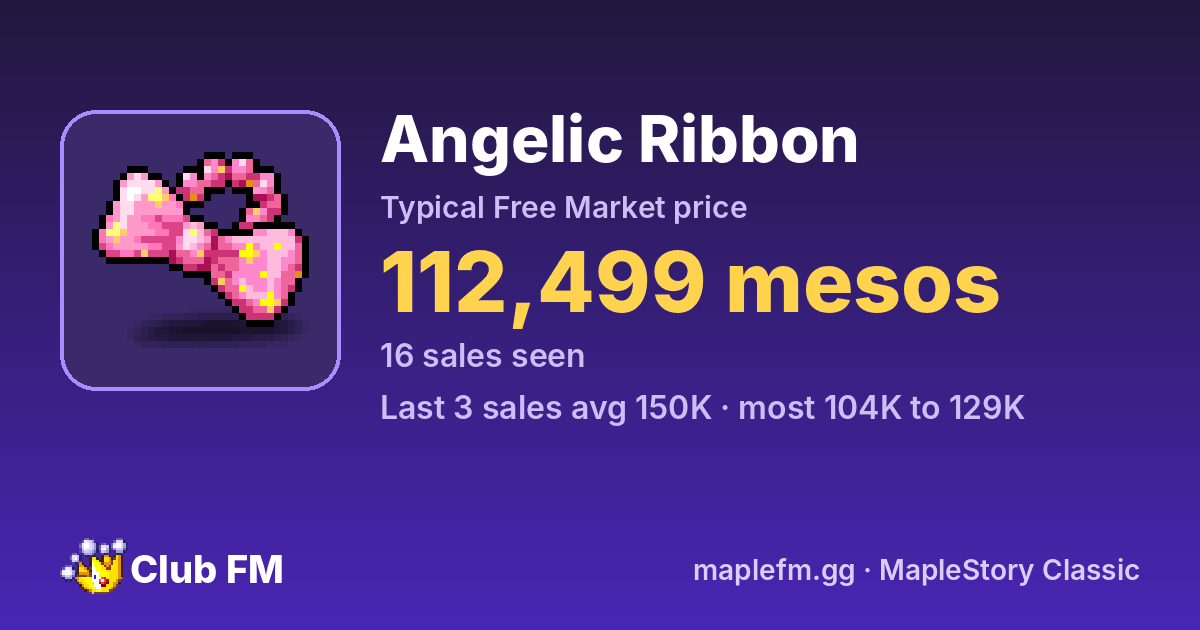 Angelic Ribbon
Typical Free Market price
112,499 mesos
16 sales seen
Last 3 sales avg 150K · most 104K to 129K
Club FM
maplefm.gg · MapleStory Classic